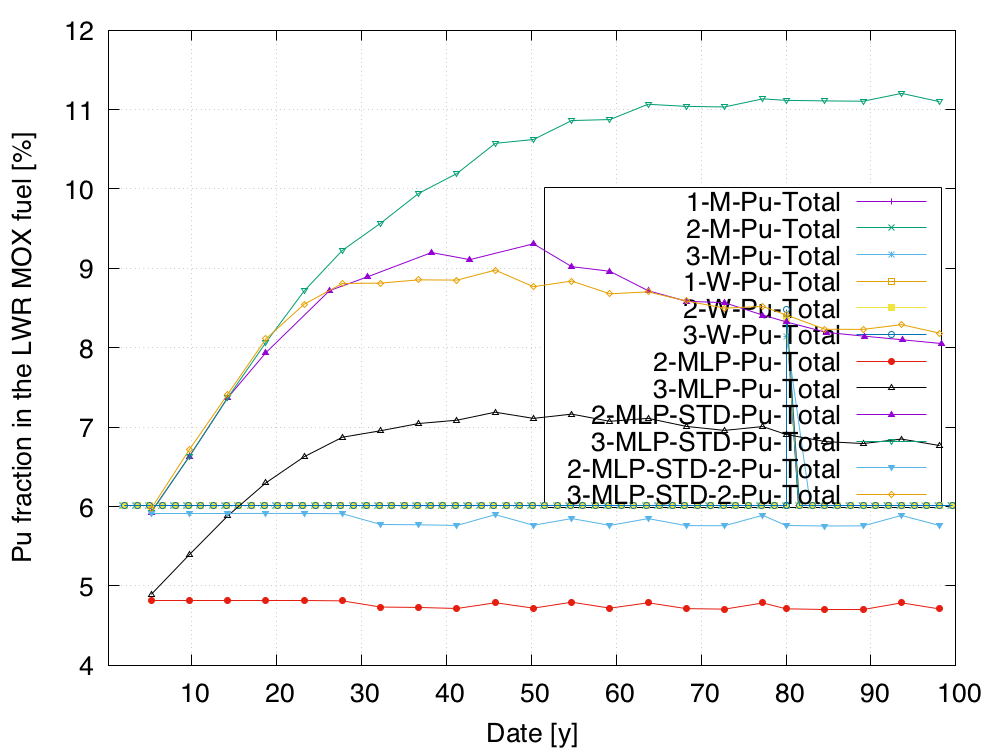 12
11
10
9
8
7
6
5
4
Pu fraction in the LWR MOX fuel [%]
1-M-Pu-Total
2-M-Pu-Total
3-M-Pu-Total
1-W-Pu-Total
2-W-Pu-Total
3-W-Pu-Total
2-MLP-Pu-Total
3-MLP-Pu-Total
2-MLP-STD-Pu-Total
3-MLP-STD-Pu-Total
2-MLP-STD-2-Pu-Total
3-MLP-STD-2-Pu-Total
10 20 30 40 50 60 70 80 90 100
Date [y]